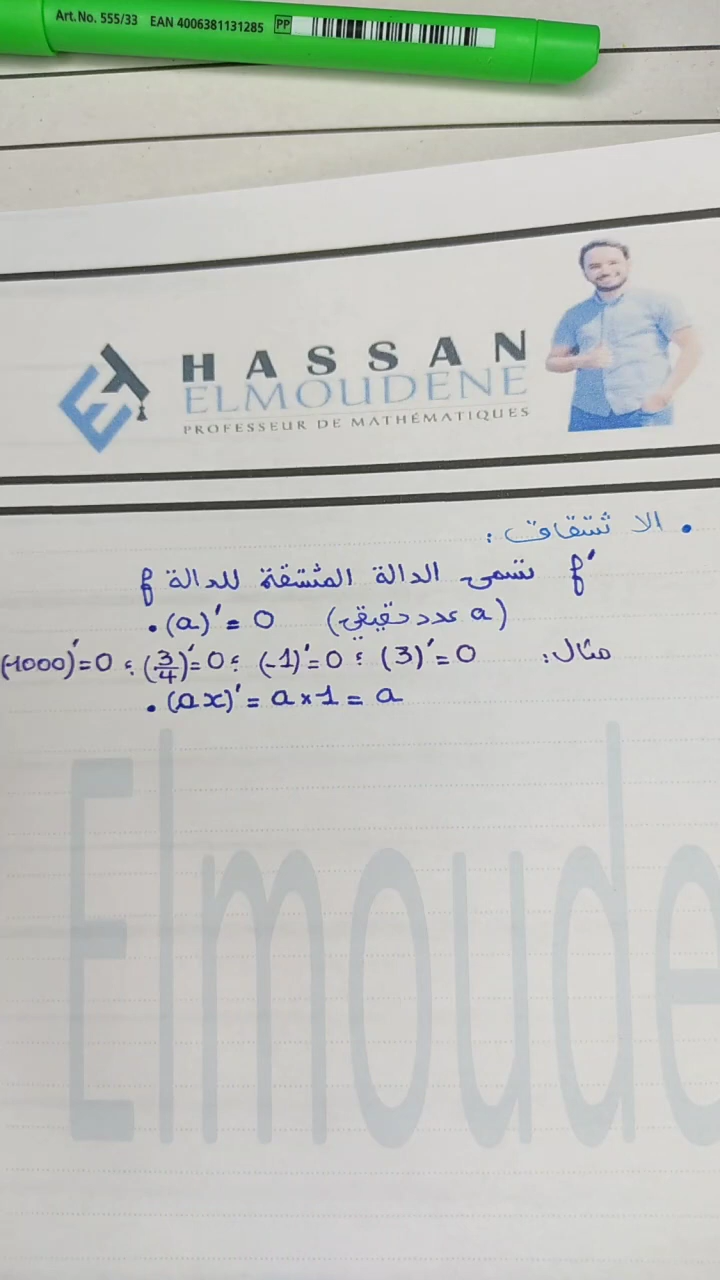 Art.No. 555/33 EAN 4006381131285 PP
HASSAN
ELMOUDENE
PROFESSEUR DE MATHÉMATIQUES
• الاشتقاق :
f' تسمى الدالة المشتقة للدالة f
• (a)' = 0 (a عدد حقيقي)
مثال: (3)' = 0 ؛ (-1)' = 0 ؛ (3/4)' = 0 ؛ (-1000)' = 0
• (ax)' = a × 1 = a
Elmoude